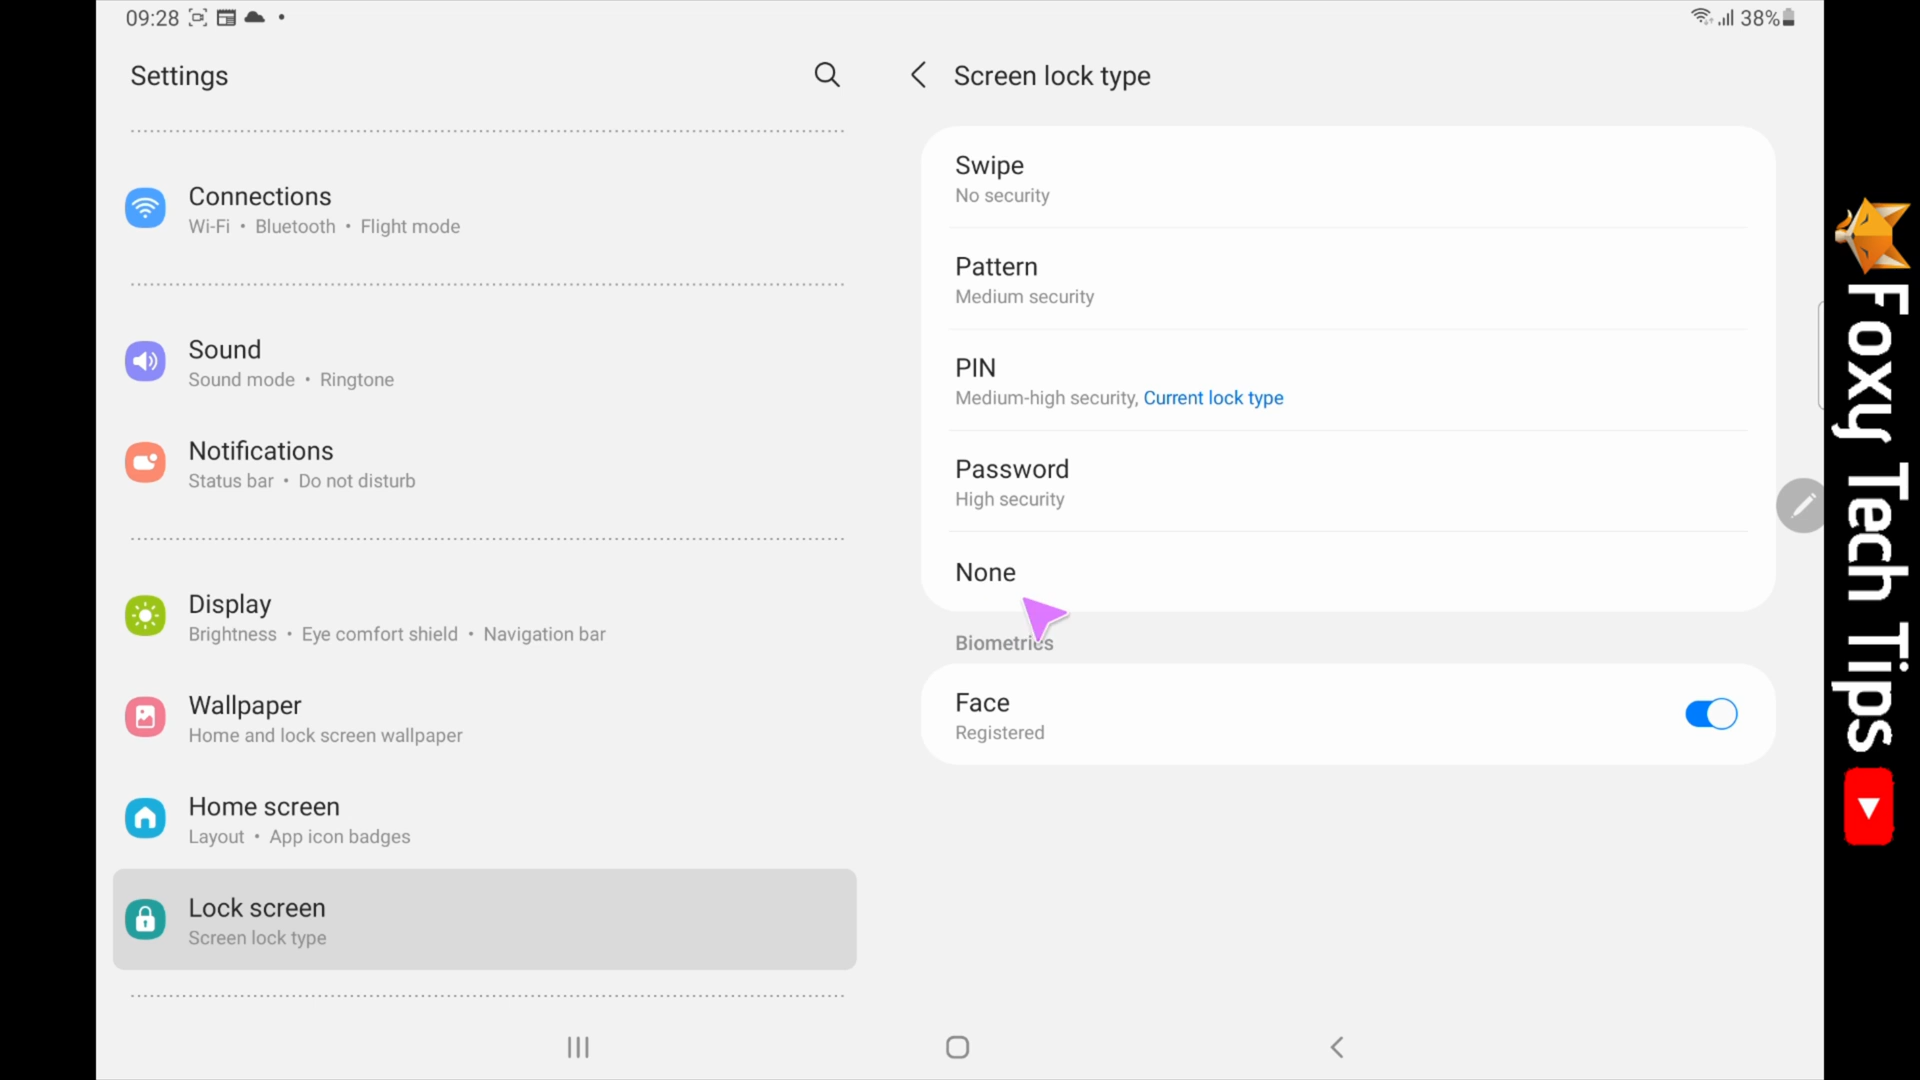 09:28
38%
Settings
Connections
Wi-Fi • Bluetooth • Flight mode
Sound
Sound mode • Ringtone
Notifications
Status bar • Do not disturb
Display
Brightness • Eye comfort shield • Navigation bar
Wallpaper
Home and lock screen wallpaper
Home screen
Layout • App icon badges
Lock screen
Screen lock type
Screen lock type
Swipe
No security
Pattern
Medium security
PIN
Medium-high security, Current lock type
Password
High security
None
Biometrics
Face
Registered
Foxy Tech Tips